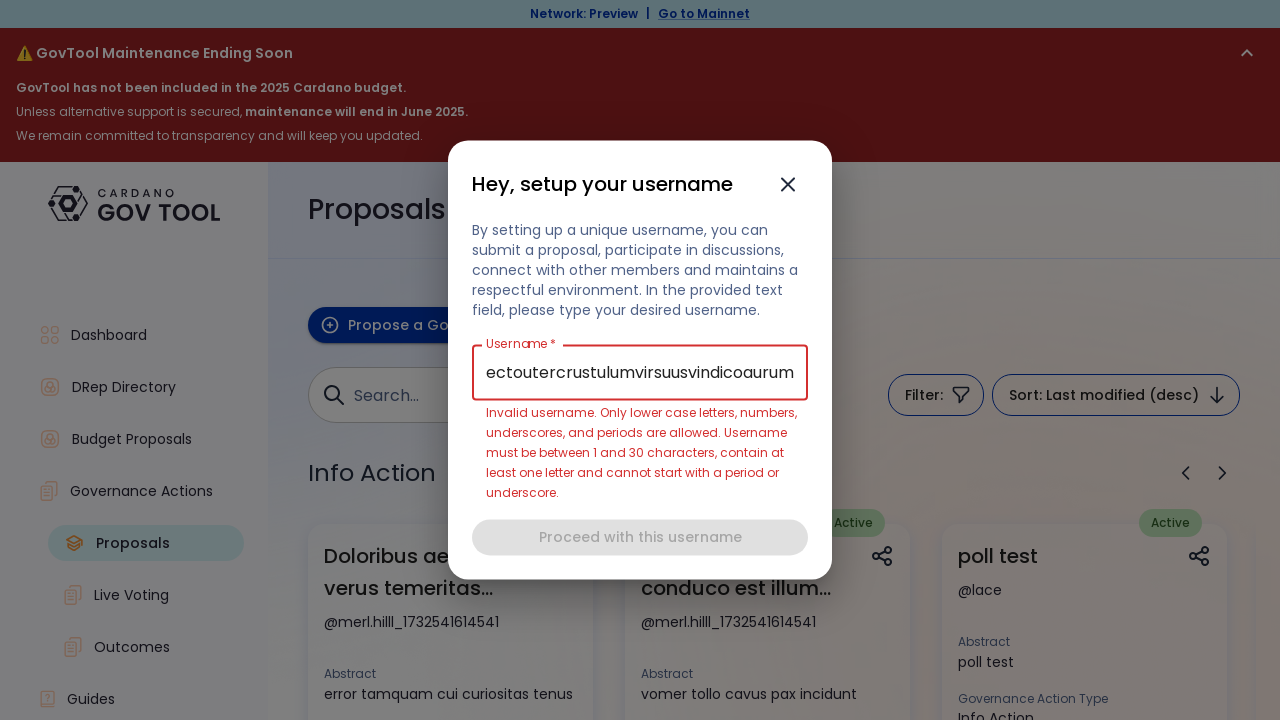 Network: Preview | Go to Mainnet
⚠️ GovTool Maintenance Ending Soon
GovTool has not been included in the 2025 Cardano budget.
Unless alternative support is secured, maintenance will end in June 2025.
We remain committed to transparency and will keep you updated.
CARDANO
GOV TOOL
Dashboard
DRep Directory
Budget Proposals
Governance Actions
Proposals
Live Voting
Outcomes
Guides
Proposals
Propose a Go
Search...
Filter:
Sort: Last modified (desc)
Info Action
Hey, setup your username
By setting up a unique username, you can
submit a proposal, participate in discussions,
connect with other members and maintains a
respectful environment. In the provided text
field, please type your desired username.
Username *
ectoutercrustulumvirsuusvindicoaurum
Invalid username. Only lower case letters, numbers,
underscores, and periods are allowed. Username
must be between 1 and 30 characters, contain at
least one letter and cannot start with a period or
underscore.
Proceed with this username
Doloribus ae
verus temeritas...
@merl.hilll_1732541614541
Abstract
error tamquam cui curiositas tenus
Active
conduco est illum...
@merl.hilll_1732541614541
Abstract
vomer tollo cavus pax incidunt
Active
poll test
@lace
Abstract
poll test
Governance Action Type
Info Action